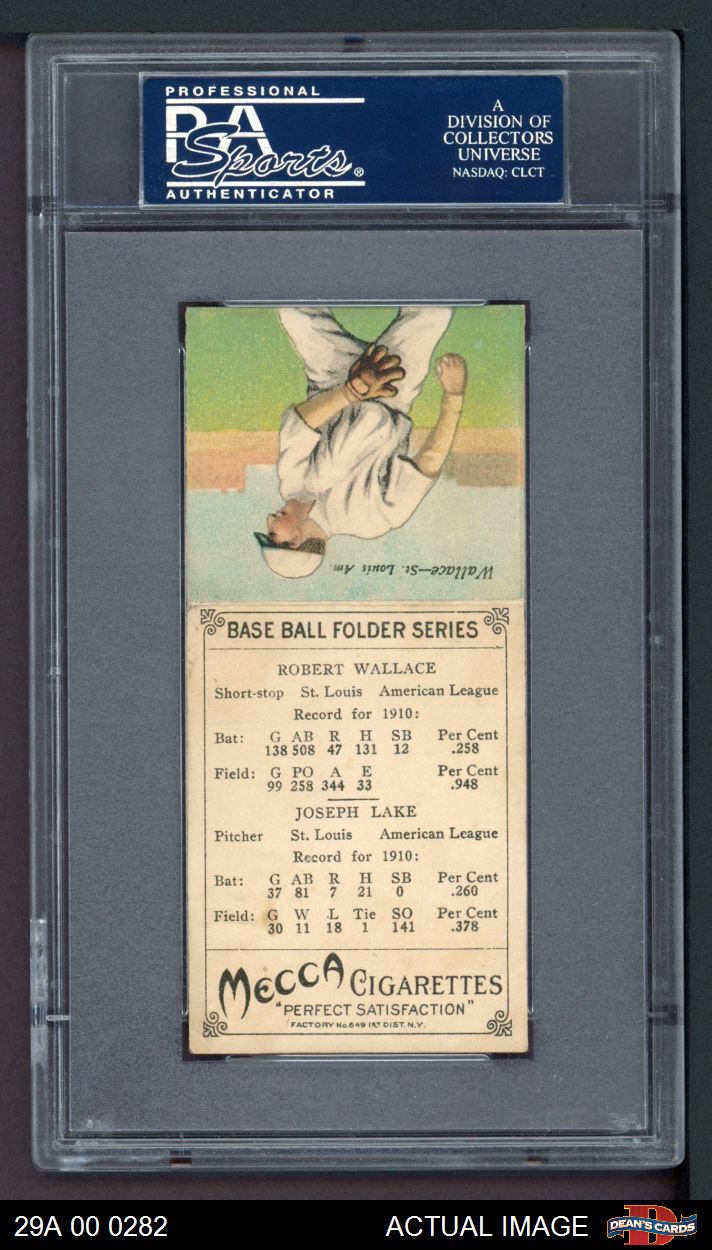 PROFESSIONAL
PSA
Sports®
AUTHENTICATOR
A
DIVISION OF
COLLECTORS
UNIVERSE
NASDAQ: CLCT
Wallace—St. Louis Am.
BASE BALL FOLDER SERIES
ROBERT WALLACE
Short-stop St. Louis American League
Record for 1910:
Bat: G AB R H SB Per Cent
138 508 47 131 12 .258
Field: G PO A E Per Cent
99 258 344 33 .948
JOSEPH LAKE
Pitcher St. Louis American League
Record for 1910:
Bat: G AB R H SB Per Cent
37 81 7 21 0 .260
Field: G W L Tie SO Per Cent
30 11 18 1 141 .378
MECCA CIGARETTES
"PERFECT SATISFACTION"
FACTORY No. 649 1ST DIST. N.Y.
PSA
29A 00 0282 ACTUAL IMAGE
DEAN'S CARDS